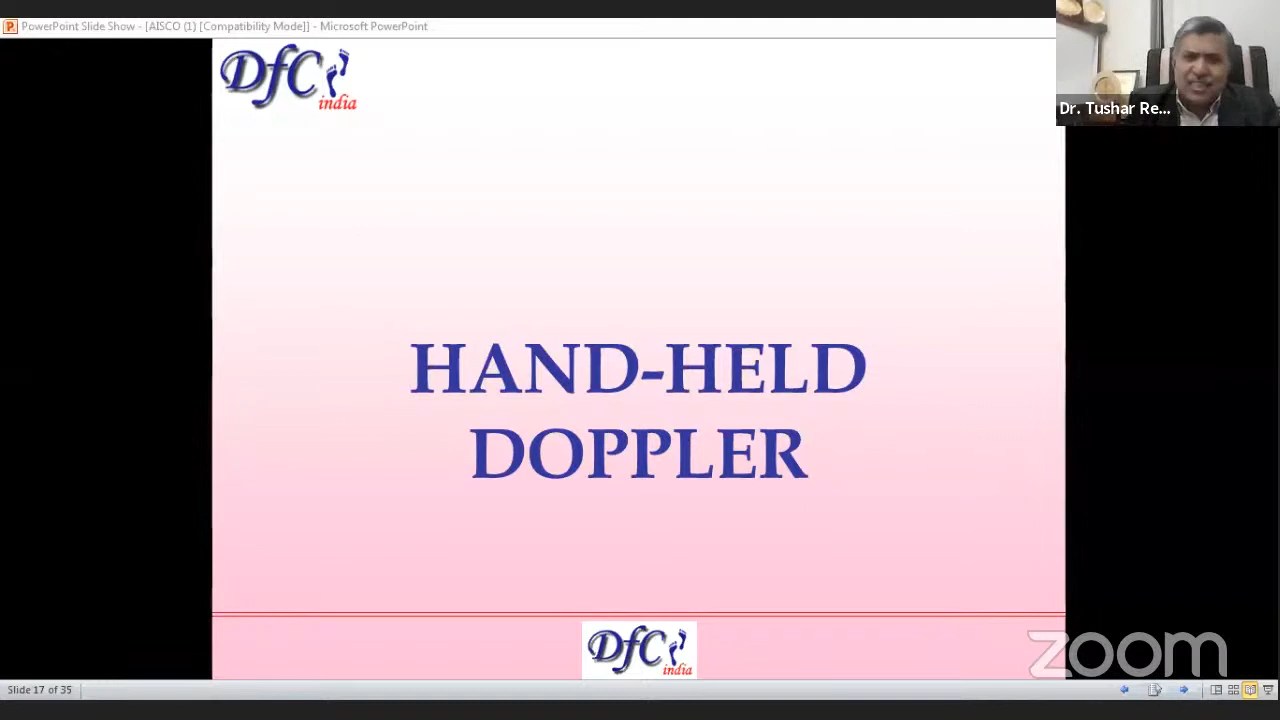 PowerPoint Slide Show - [AISCO (1) [Compatibility Mode]] - Microsoft PowerPoint
DfC
india
Dr. Tushar Re...
HAND-HELD
DOPPLER
DfC
india
zoom
Slide 17 of 35